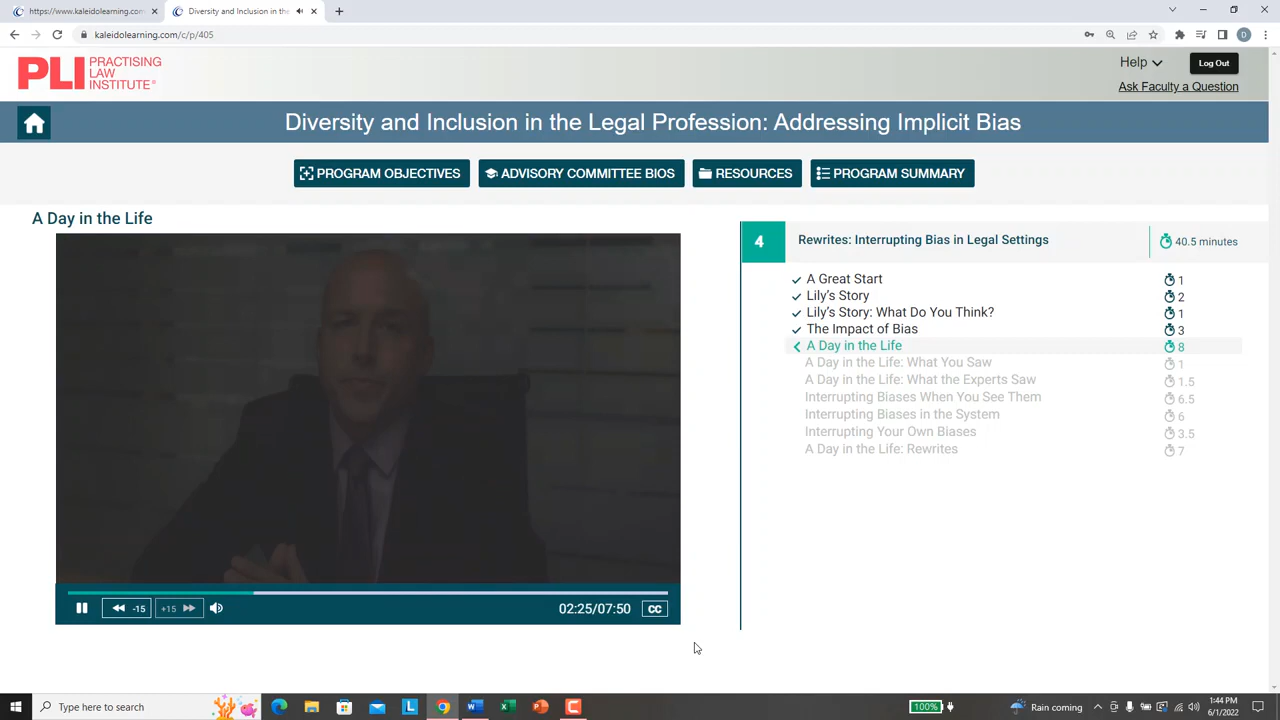 https://www.kaleidolearning.com
Diversity and Inclusion in the
kaleidolearning.com/c/p/405
D
PLI PRACTISING LAW INSTITUTE®
Help
Log Out
Ask Faculty a Question
Diversity and Inclusion in the Legal Profession: Addressing Implicit Bias
PROGRAM OBJECTIVES
ADVISORY COMMITTEE BIOS
RESOURCES
PROGRAM SUMMARY
A Day in the Life
-15
+15
02:25/07:50
CC
4 Rewrites: Interrupting Bias in Legal Settings 40.5 minutes
A Great Start 1
Lily's Story 2
Lily's Story: What Do You Think? 1
The Impact of Bias 3
A Day in the Life 8
A Day in the Life: What You Saw 1
A Day in the Life: What the Experts Saw 1.5
Interrupting Biases When You See Them 6.5
Interrupting Biases in the System 6
Interrupting Your Own Biases 3.5
A Day in the Life: Rewrites 7
Type here to search
L
100%
Rain coming
1:44 PM
6/1/2022